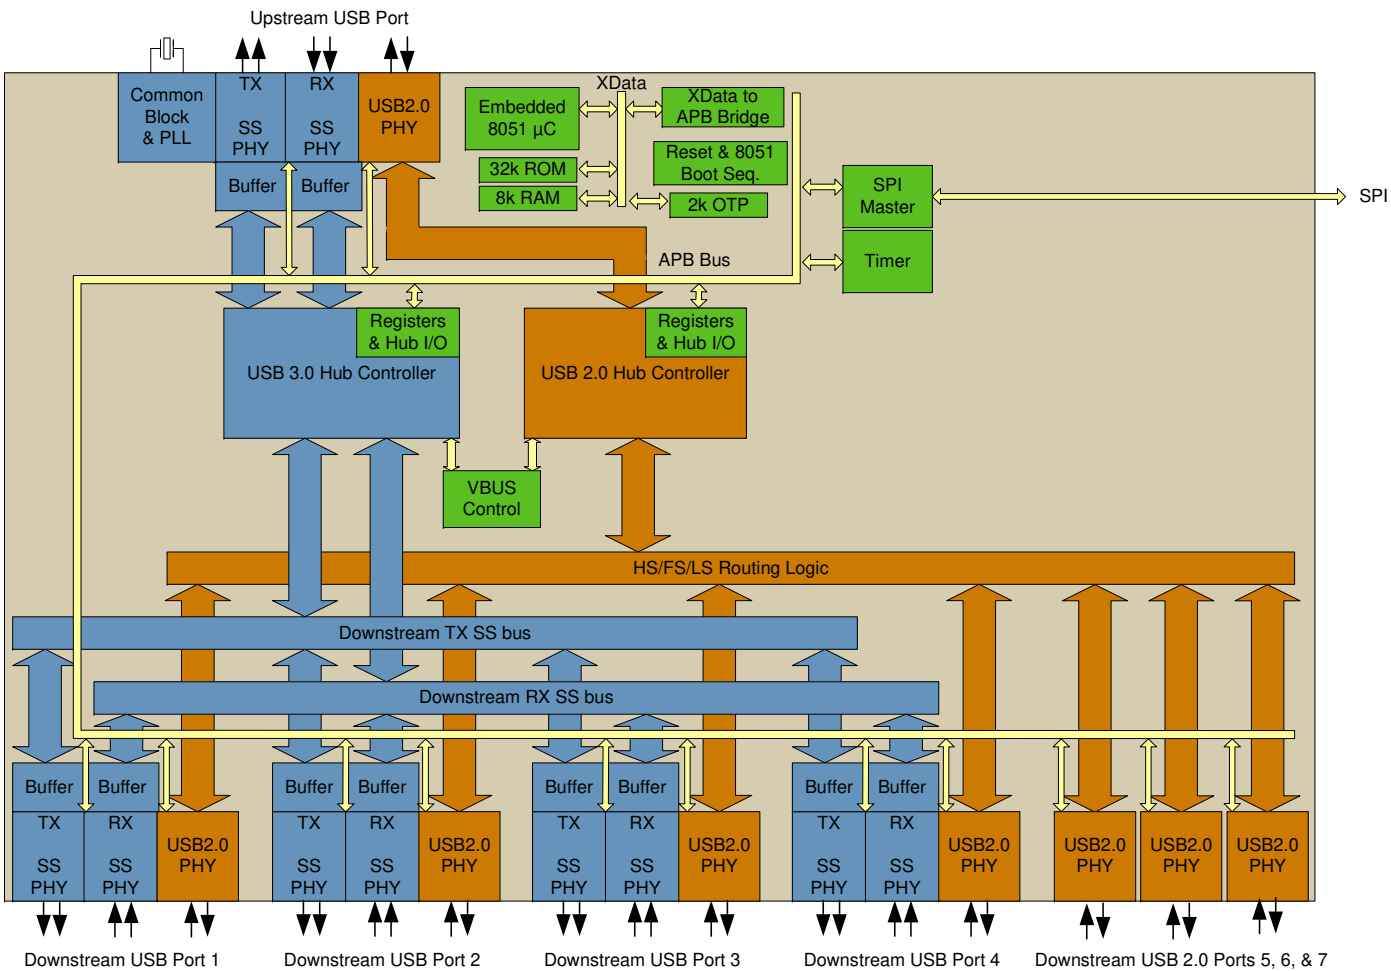 Upstream USB Port
Common
Block
& PLL
TX
SS
PHY
RX
SS
PHY
USB2.0
PHY
Buffer
Buffer
XData
Embedded
8051 µC
32k ROM
8k RAM
XData to
APB Bridge
Reset & 8051
Boot Seq.
2k OTP
SPI
Master
SPI
Timer
APB Bus
Registers
& Hub I/O
USB 3.0 Hub Controller
Registers
& Hub I/O
USB 2.0 Hub Controller
VBUS
Control
HS/FS/LS Routing Logic
Downstream TX SS bus
Downstream RX SS bus
Buffer
Buffer
TX
SS
PHY
RX
SS
PHY
USB2.0
PHY
Buffer
Buffer
TX
SS
PHY
RX
SS
PHY
USB2.0
PHY
Buffer
Buffer
TX
SS
PHY
RX
SS
PHY
USB2.0
PHY
Buffer
Buffer
TX
SS
PHY
RX
SS
PHY
USB2.0
PHY
USB2.0
PHY
USB2.0
PHY
USB2.0
PHY
Downstream USB Port 1
Downstream USB Port 2
Downstream USB Port 3
Downstream USB Port 4
Downstream USB 2.0 Ports 5, 6, & 7